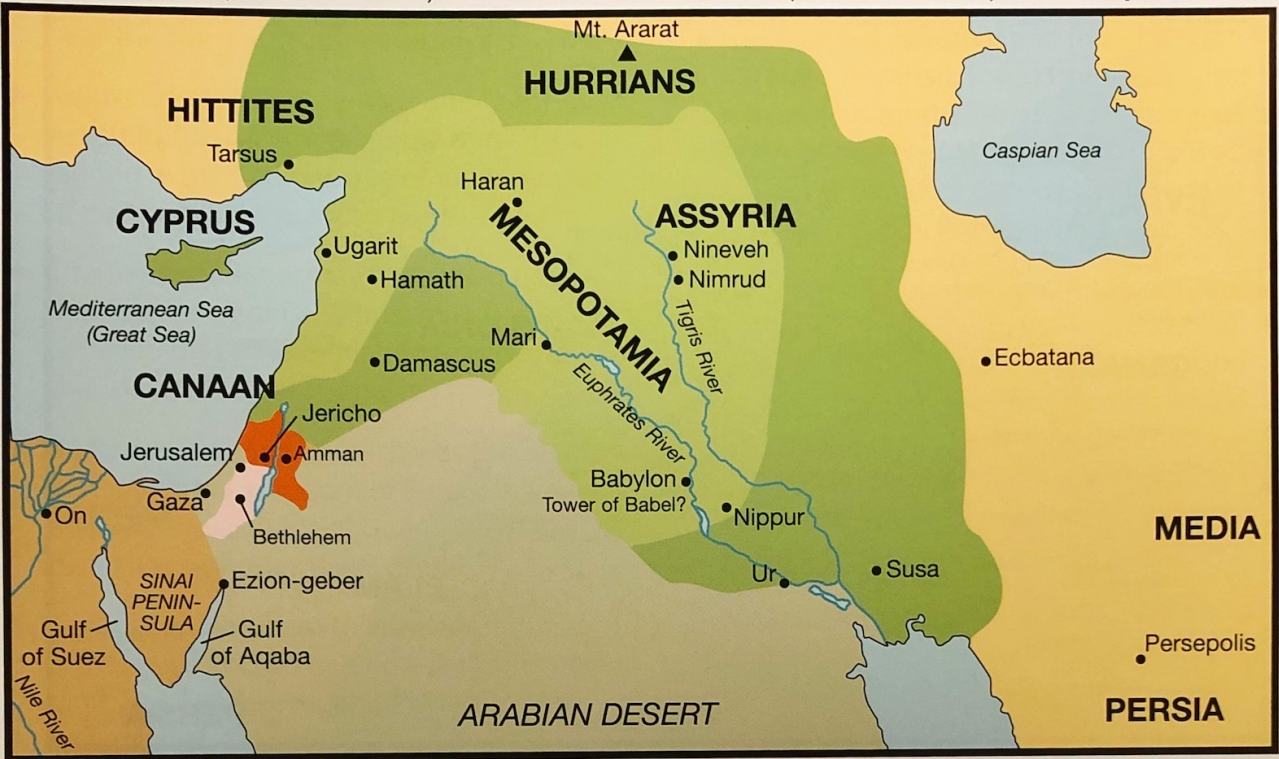 Mt. Ararat
HURRIANS
HITTITES
Tarsus
Caspian Sea
Haran
CYPRUS
MESOPOTAMIA
ASSYRIA
Ugarit
Nineveh
Hamath
Nimrud
Mediterranean Sea
(Great Sea)
Tigris River
Mari
Ecbatana
Damascus
CANAAN
Euphrates River
Jericho
Jerusalem
Amman
Babylon
Tower of Babel?
Gaza
On
Nippur
MEDIA
Bethlehem
Ur
Susa
SINAI
PENIN-
SULA
Ezion-geber
Gulf
of Suez
Gulf
of Aqaba
Persepolis
Nile River
ARABIAN DESERT
PERSIA